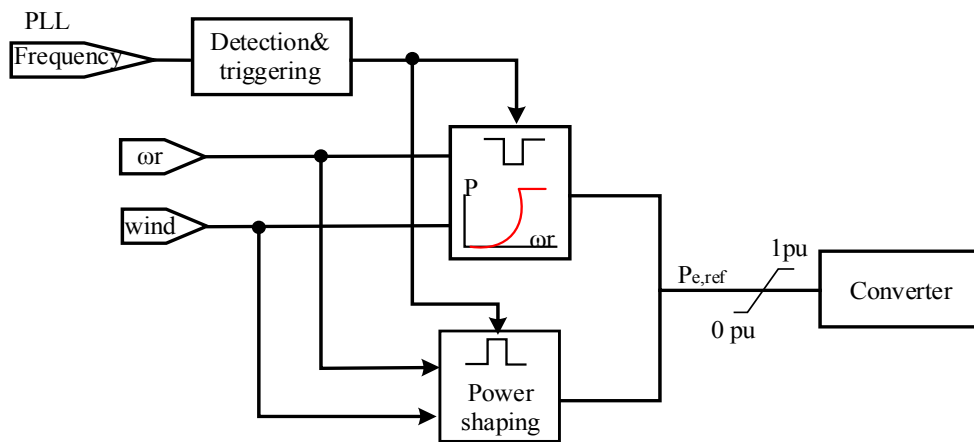 PLL
Frequency
Detection&
triggering
ωr
wind
P
ωr
Pe,ref
1pu
0 pu
Converter
Power
shaping